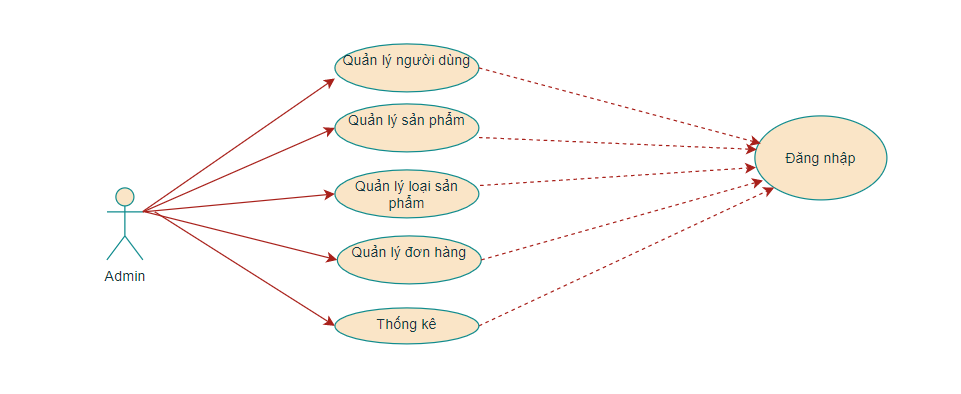 Quản lý người dùng
Quản lý sản phẩm
Quản lý loại sản
phẩm
Quản lý đơn hàng
Thống kê
Đăng nhập
Admin